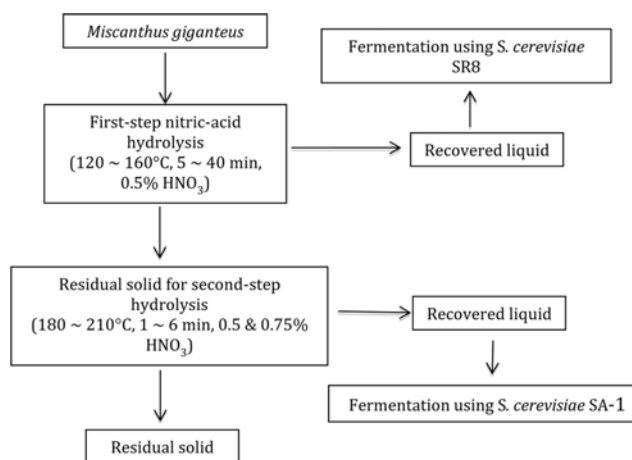 Miscanthus giganteus
Fermentation using S. cerevisiae
SR8
First-step nitric-acid
hydrolysis
(120 ~ 160°C, 5 ~ 40 min,
0.5% HNO₃)
Recovered liquid
Residual solid for second-step
hydrolysis
(180 ~ 210°C, 1 ~ 6 min, 0.5 & 0.75%
HNO₃)
Recovered liquid
Fermentation using S. cerevisiae SA-1
Residual solid